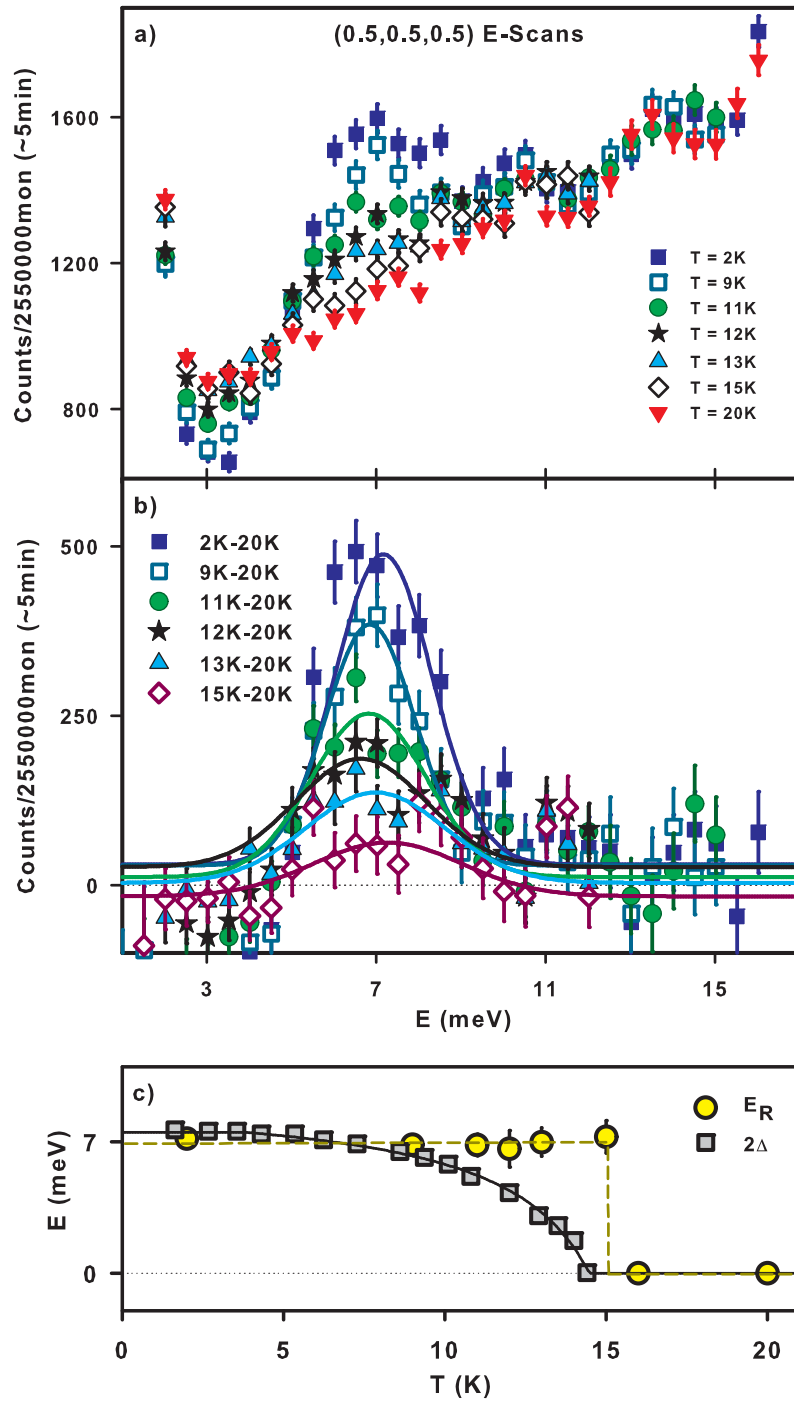 a)
(0.5,0.5,0.5) E-Scans
Counts/2550000mon (~5min)
1600
1200
800
T = 2K
T = 9K
T = 11K
T = 12K
T = 13K
T = 15K
T = 20K
b)
Counts/2550000mon (~5min)
500
250
0
2K-20K
9K-20K
11K-20K
12K-20K
13K-20K
15K-20K
3 7 11 15
E (meV)
c)
E (meV)
7
0
E_R
2Δ
0 5 10 15 20
T (K)